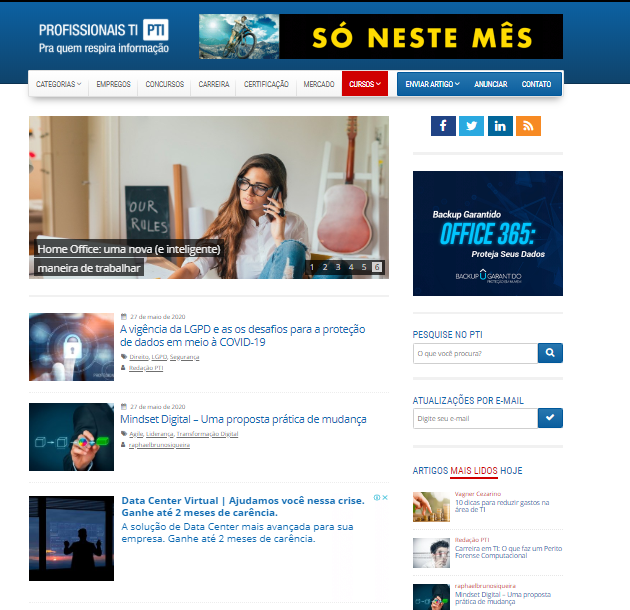 PROFISSIONAIS TI PTI
Pra quem respira informação
SÓ NESTE MÊS
CATEGORIAS
EMPREGOS
CONCURSOS
CARREIRA
CERTIFICAÇÃO
MERCADO
CURSOS
ENVIAR ARTIGO
ANUNCIAR
CONTATO
OUR
RULES
Home Office: uma nova (e inteligente)
maneira de trabalhar
1 2 3 4 5 6
27 de maio de 2020
A vigência da LGPD e as os desafios para a proteção
de dados em meio à COVID-19
Direito, LGPD, Segurança
Redação PTI
27 de maio de 2020
Mindset Digital – Uma proposta prática de mudança
Agile, Liderança, Transformação Digital
raphaelbrunosiqueira
Data Center Virtual | Ajudamos você nessa crise.
Ganhe até 2 meses de carência.
A solução de Data Center mais avançada para sua
empresa. Ganhe até 2 meses de carência.
Backup Garantido
OFFICE 365:
Proteja Seus Dados
BACKUP GARANTIDO
PESQUISE NO PTI
O que você procura?
ATUALIZAÇÕES POR E-MAIL
Digite seu e-mail
ARTIGOS MAIS LIDOS HOJE
Vagner Cezarino
10 dicas para reduzir gastos na
área de TI
Redação PTI
Carreira em TI: O que faz um Perito
Forense Computacional
raphaelbrunosiqueira
Mindset Digital – Uma proposta
prática de mudança